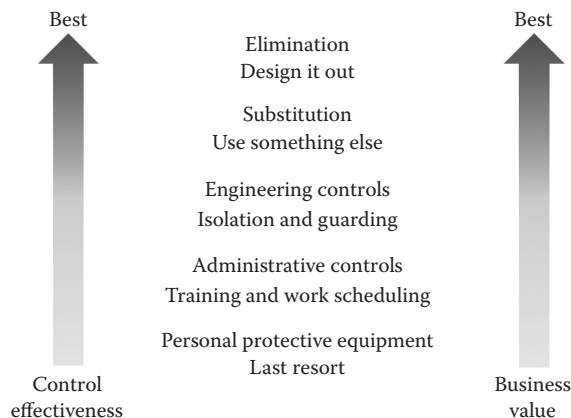 Best
Best
Elimination
Design it out
Substitution
Use something else
Engineering controls
Isolation and guarding
Administrative controls
Training and work scheduling
Personal protective equipment
Last resort
Control
effectiveness
Business
value